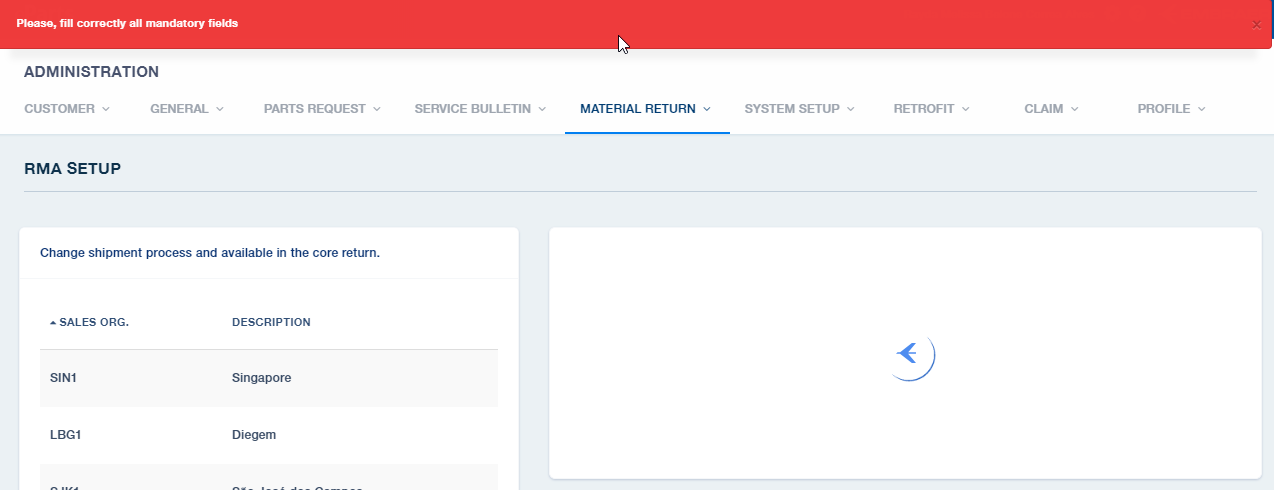 Please, fill correctly all mandatory fields
×
ADMINISTRATION
CUSTOMER GENERAL PARTS REQUEST SERVICE BULLETIN MATERIAL RETURN SYSTEM SETUP RETROFIT CLAIM PROFILE
RMA SETUP
Change shipment process and available in the core return.
SALES ORG. DESCRIPTION
SIN1 Singapore
LBG1 Diegem